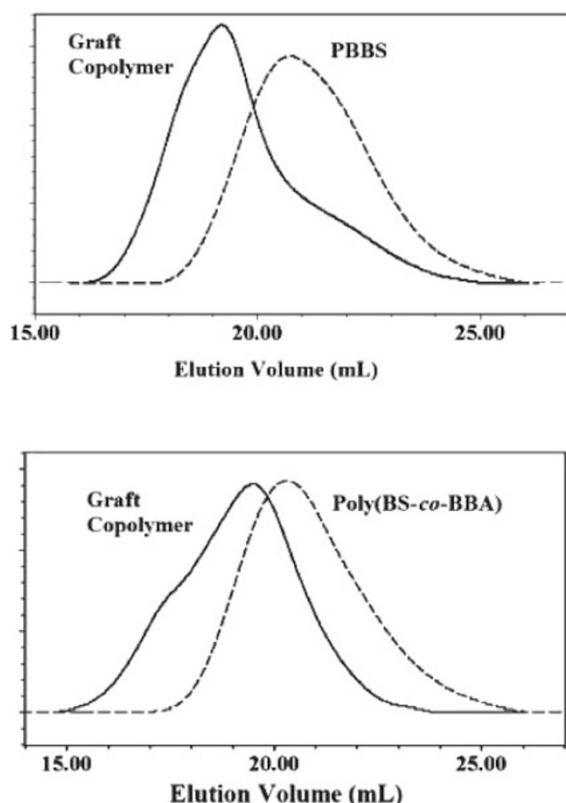 Graft
Copolymer
PBBS
15.00 20.00 25.00
Elution Volume (mL)
Graft
Copolymer
Poly(BS-co-BBA)
15.00 20.00 25.00
Elution Volume (mL)